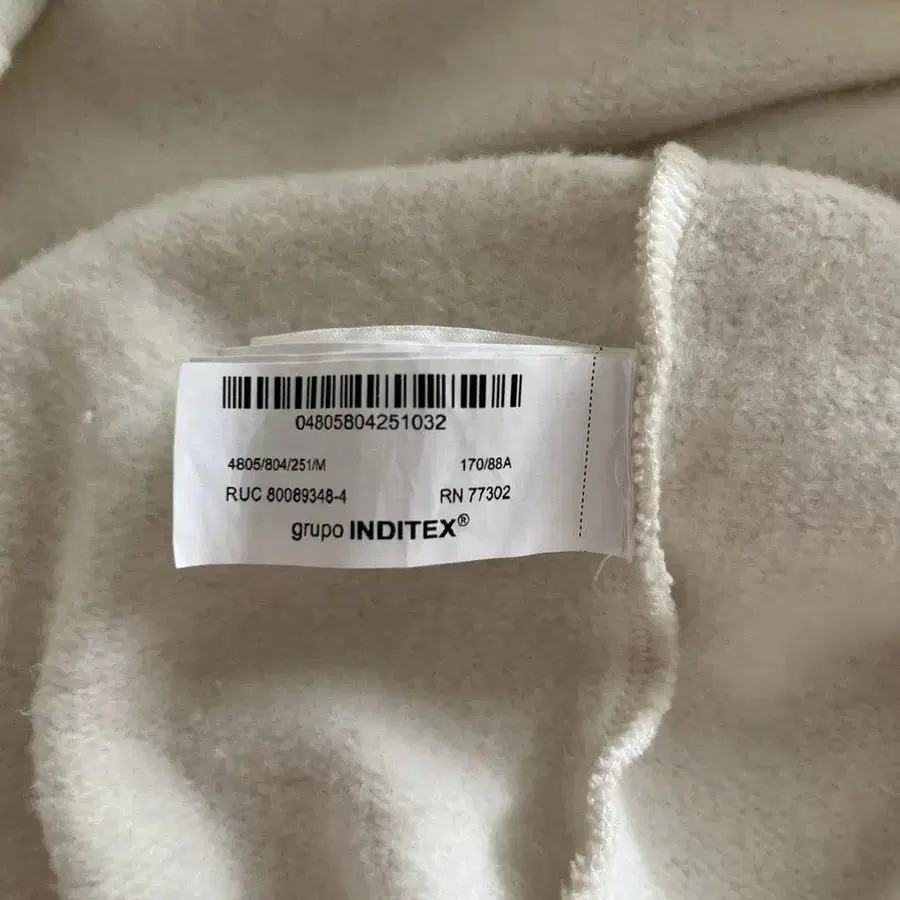 04805804251032
4805/804/251/M 170/88A
RUC 80089348-4 RN 77302
grupo INDITEX®